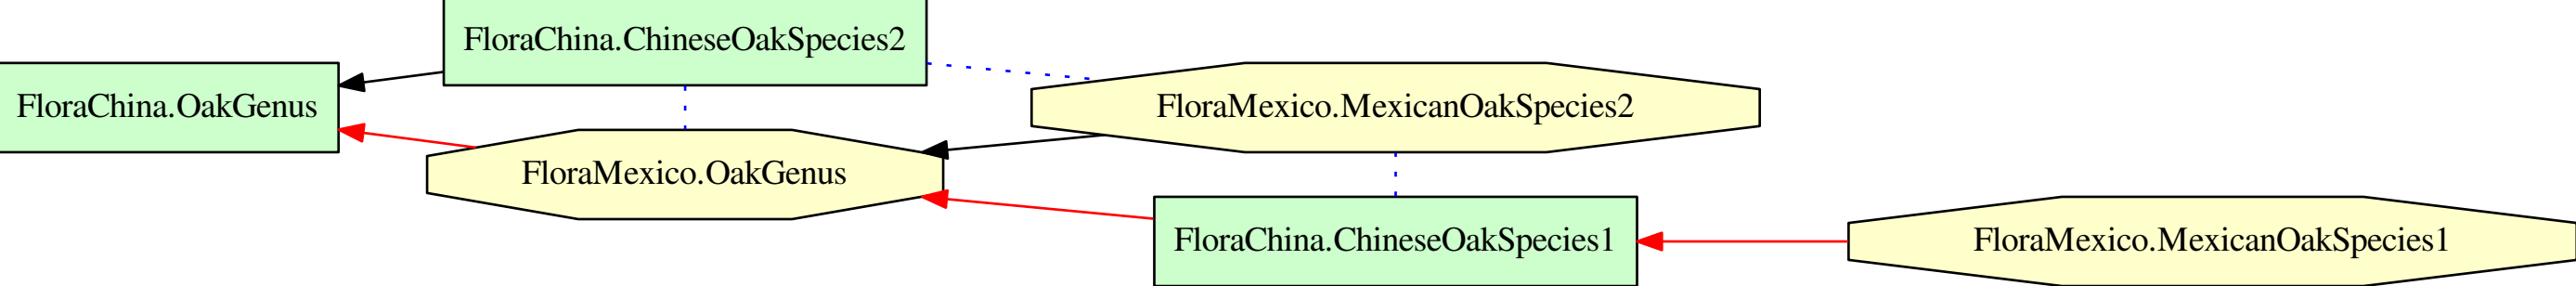 FloraChina.ChineseOakSpecies2
FloraChina.OakGenus
FloraMexico.MexicanOakSpecies2
FloraMexico.OakGenus
FloraChina.ChineseOakSpecies1
FloraMexico.MexicanOakSpecies1